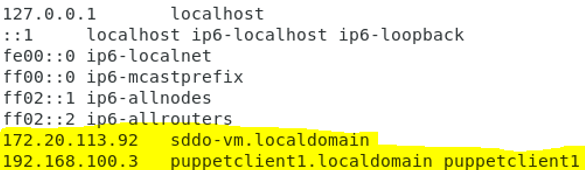 127.0.0.1 localhost
::1 localhost ip6-localhost ip6-loopback
fe00::0 ip6-localnet
ff00::0 ip6-mcastprefix
ff02::1 ip6-allnodes
ff02::2 ip6-allrouters
172.20.113.92 sddo-vm.localdomain
192.168.100.3 puppetclient1.localdomain puppetclient1